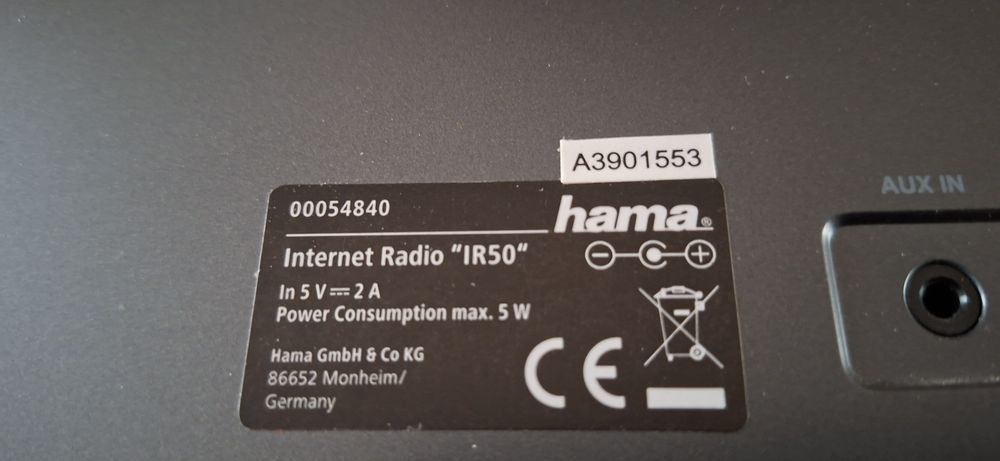 A3901553
AUX IN
00054840
hama®
Internet Radio "IR50"
In 5 V⎓2 A
Power Consumption max. 5 W
Hama GmbH & Co KG
86652 Monheim/
Germany
CE